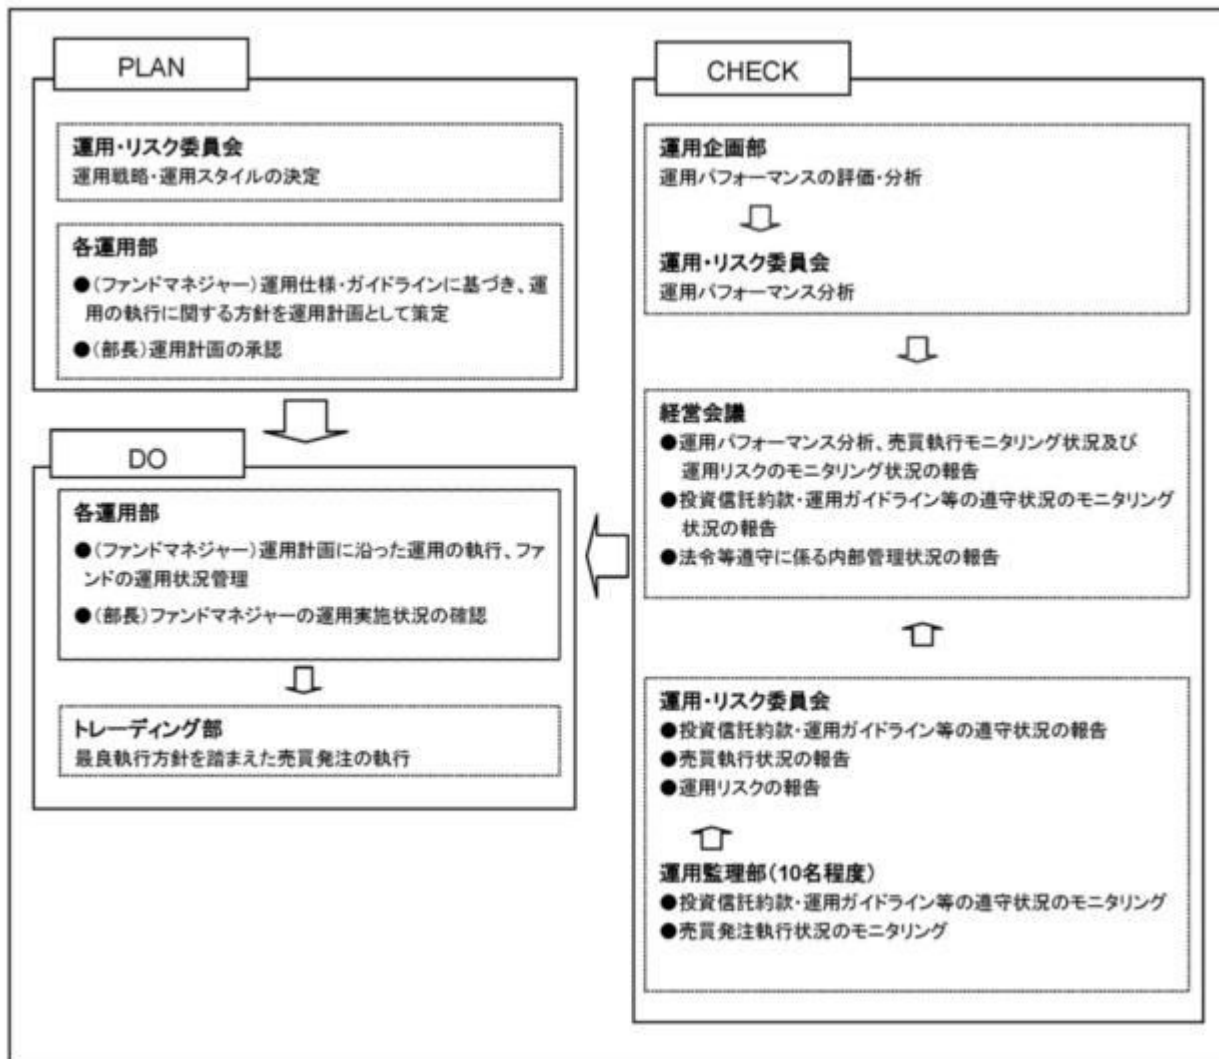 PLAN
運用・リスク委員会
運用戦略・運用スタイルの決定
各運用部
●(ファンドマネジャー)運用仕様・ガイドラインに基づき、運
用の執行に関する方針を運用計画として策定
●(部長)運用計画の承認
DO
各運用部
●(ファンドマネジャー)運用計画に沿った運用の執行、ファ
ンドの運用状況管理
●(部長)ファンドマネジャーの運用実施状況の確認
トレーディング部
最良執行方針を踏まえた売買発注の執行
CHECK
運用企画部
運用パフォーマンスの評価・分析
運用・リスク委員会
運用パフォーマンス分析
経営会議
●運用パフォーマンス分析、売買執行モニタリング状況及び
運用リスクのモニタリング状況の報告
●投資信託約款・運用ガイドライン等の遵守状況のモニタリング
状況の報告
●法令等遵守に係る内部管理状況の報告
運用・リスク委員会
●投資信託約款・運用ガイドライン等の遵守状況の報告
●売買執行状況の報告
●運用リスクの報告
運用監理部(10名程度)
●投資信託約款・運用ガイドライン等の遵守状況のモニタリング
●売買発注執行状況のモニタリング